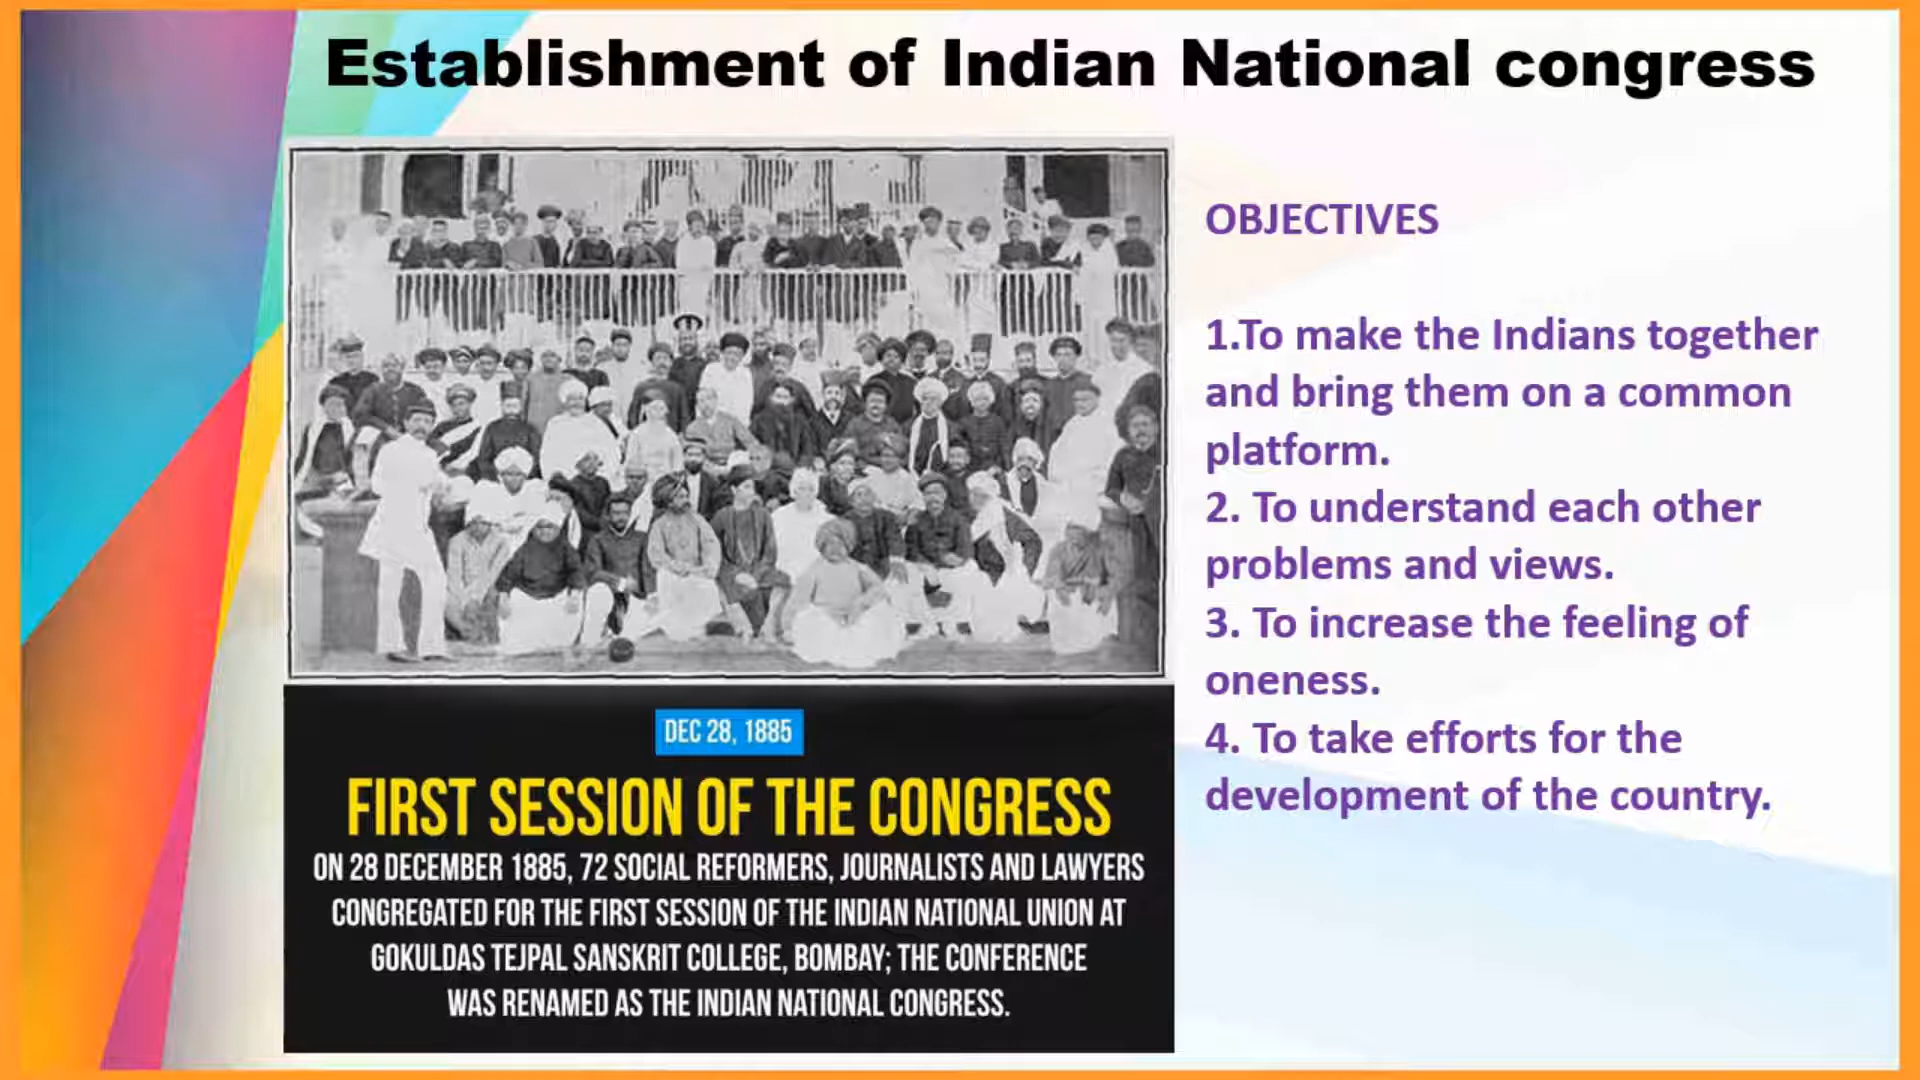 Establishment of Indian National congress
DEC 28, 1885
FIRST SESSION OF THE CONGRESS
ON 28 DECEMBER 1885, 72 SOCIAL REFORMERS, JOURNALISTS AND LAWYERS
CONGREGATED FOR THE FIRST SESSION OF THE INDIAN NATIONAL UNION AT
GOKULDAS TEJPAL SANSKRIT COLLEGE, BOMBAY; THE CONFERENCE
WAS RENAMED AS THE INDIAN NATIONAL CONGRESS.
OBJECTIVES
1.To make the Indians together
and bring them on a common
platform.
2. To understand each other
problems and views.
3. To increase the feeling of
oneness.
4. To take efforts for the
development of the country.